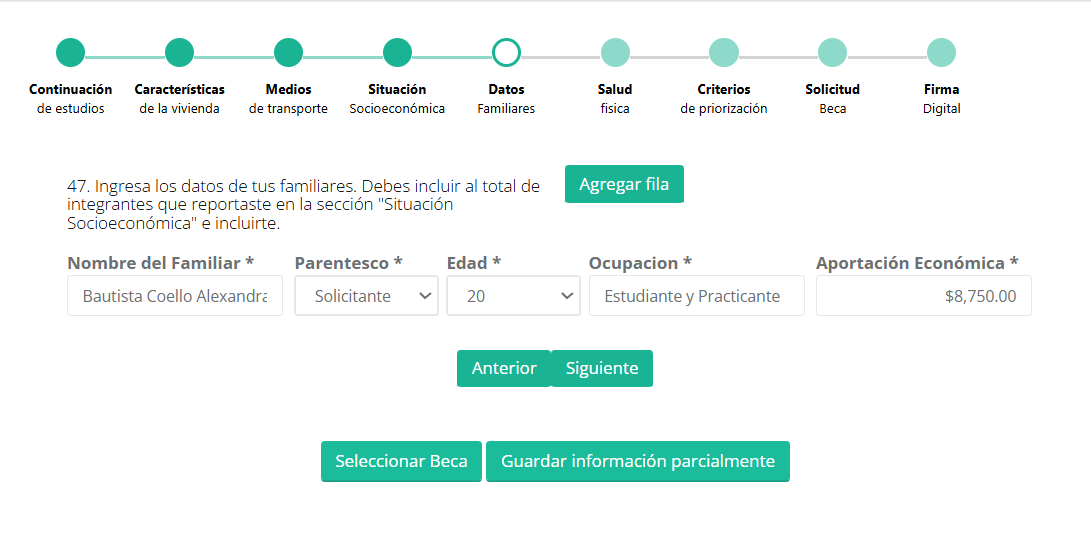 Continuación
de estudios
Características
de la vivienda
Medios
de transporte
Situación
Socioeconómica
Datos
Familiares
Salud
física
Criterios
de priorización
Solicitud
Beca
Firma
Digital
47. Ingresa los datos de tus familiares. Debes incluir al total de
integrantes que reportaste en la sección "Situación
Socioeconómica" e incluirte.
Agregar fila
Nombre del Familiar * Parentesco * Edad * Ocupacion * Aportación Económica *
Bautista Coello Alexandra Solicitante 20 Estudiante y Practicante $8,750.00
Anterior Siguiente
Seleccionar Beca Guardar información parcialmente